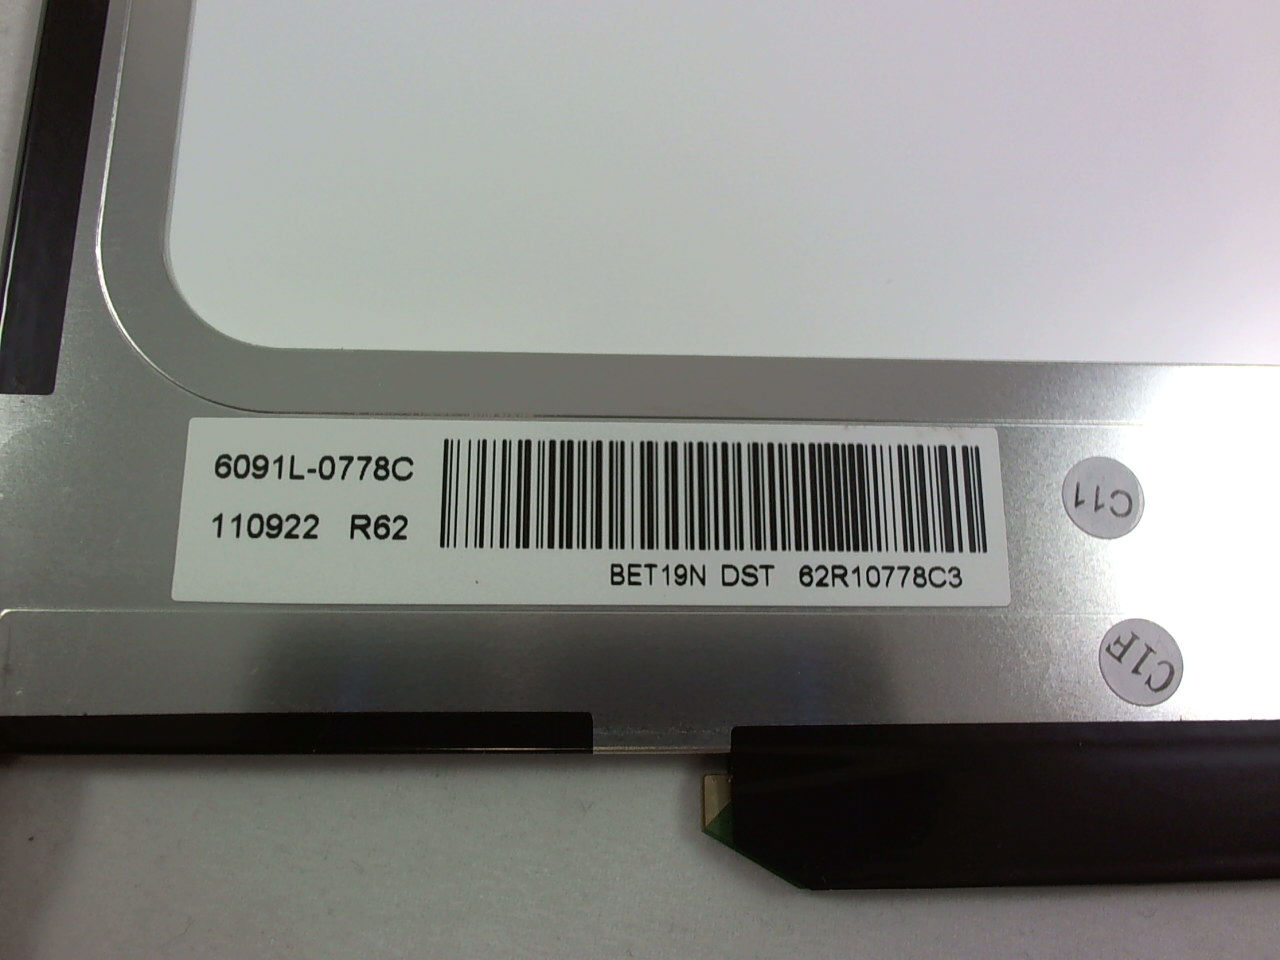 6091L-0778C
110922 R62
BET19N DST 62R10778C3
C11
C1F